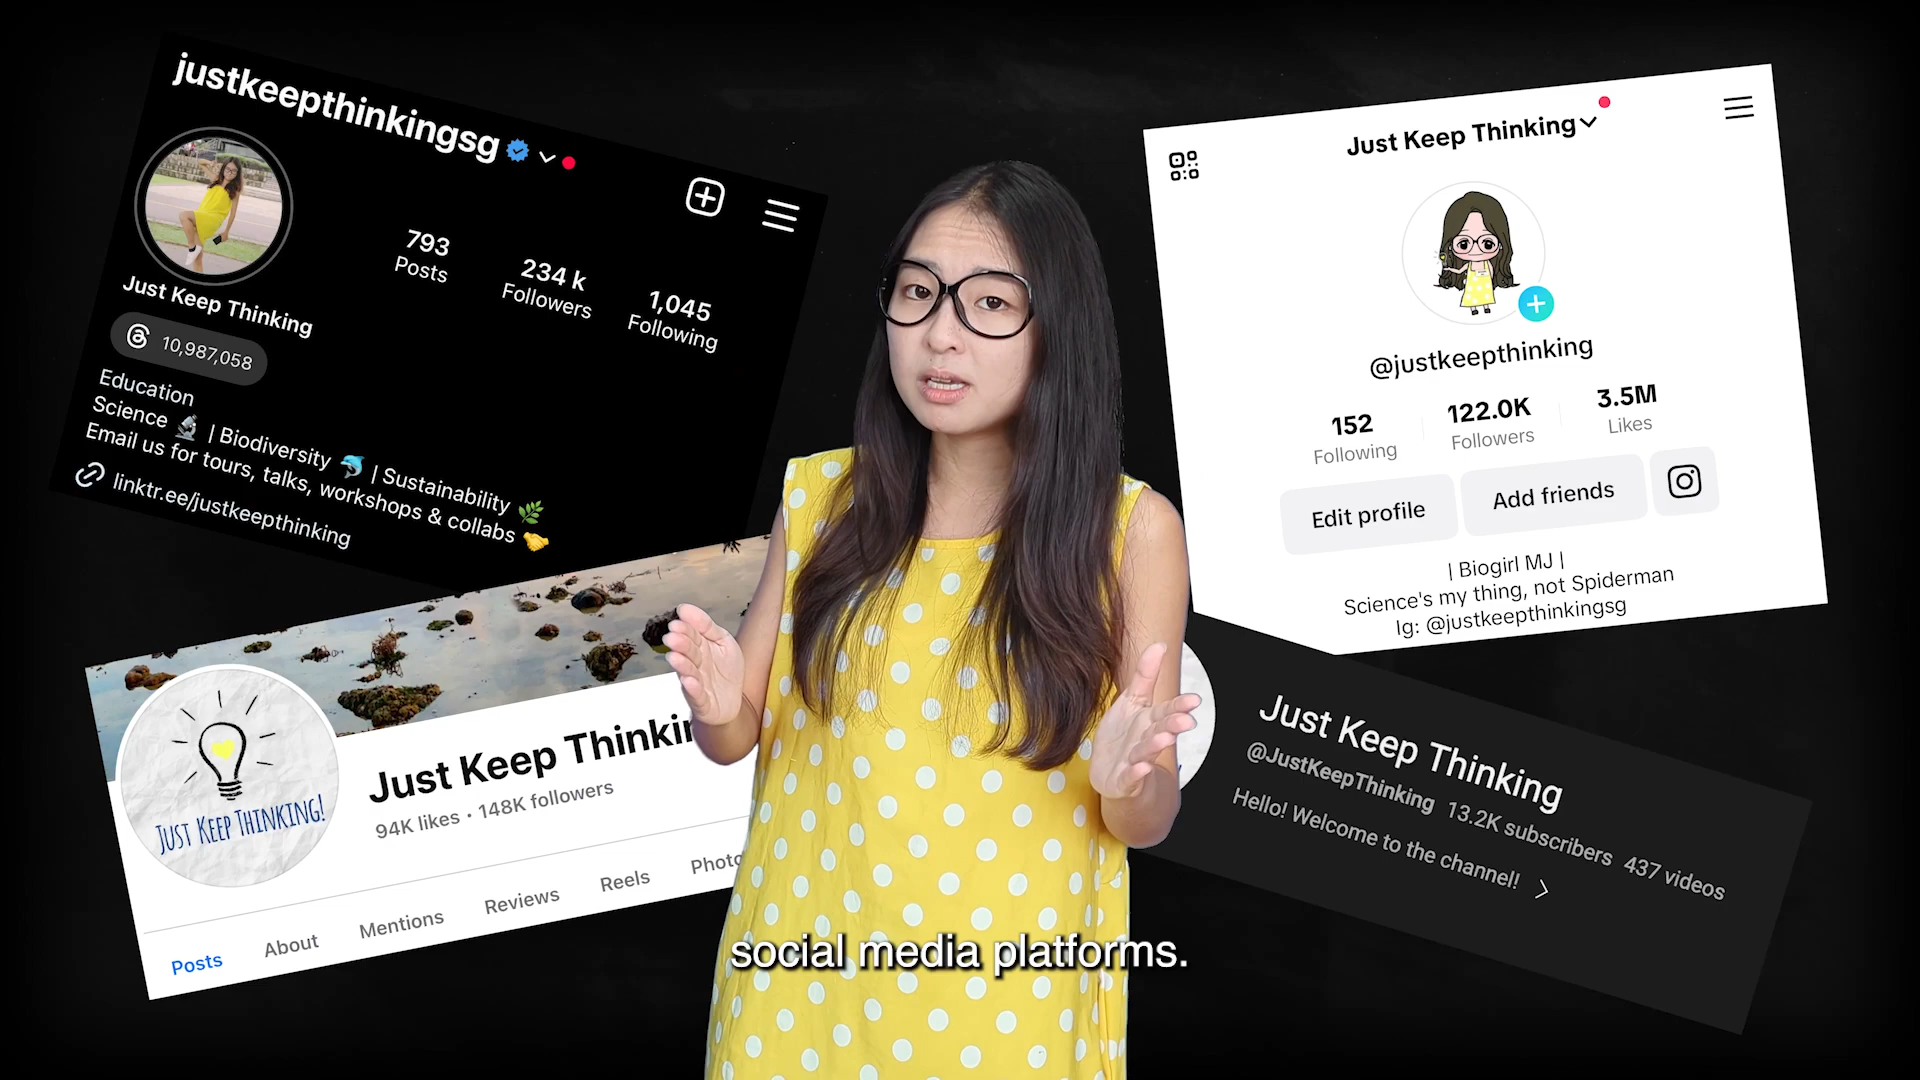 justkeepthinkingsg
793
Posts
234 k
Followers
1,045
Following
Just Keep Thinking
10,987,058
Education
Science 🔬 | Biodiversity 🐬 | Sustainability 🌿
Email us for tours, talks, workshops & collabs 🤝
linktr.ee/justkeepthinking
Just Keep Thinking
@justkeepthinking
152
Following
122.0K
Followers
3.5M
Likes
Edit profile
Add friends
| Biogirl MJ |
Science's my thing, not Spiderman
Ig: @justkeepthinkingsg
JUST KEEP THINKING!
Just Keep Thinkin
94K likes • 148K followers
Posts About Mentions Reviews Reels Photo
Just Keep Thinking
@JustKeepThinking 13.2K subscribers 437 videos
Hello! Welcome to the channel!
social media platforms.